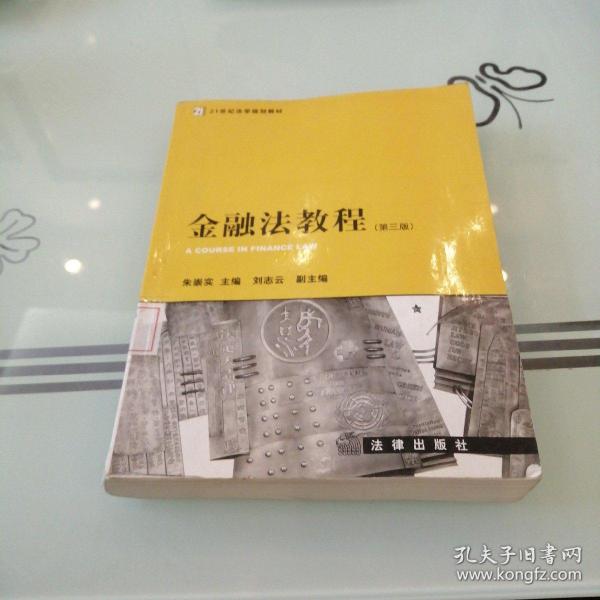 21世纪法学规划教材
金融法教程(第三版)
A COURSE IN FINANCE LAW
朱崇实 主编 刘志云 副主编
法律出版社
孔夫子旧书网
www.kongfz.com